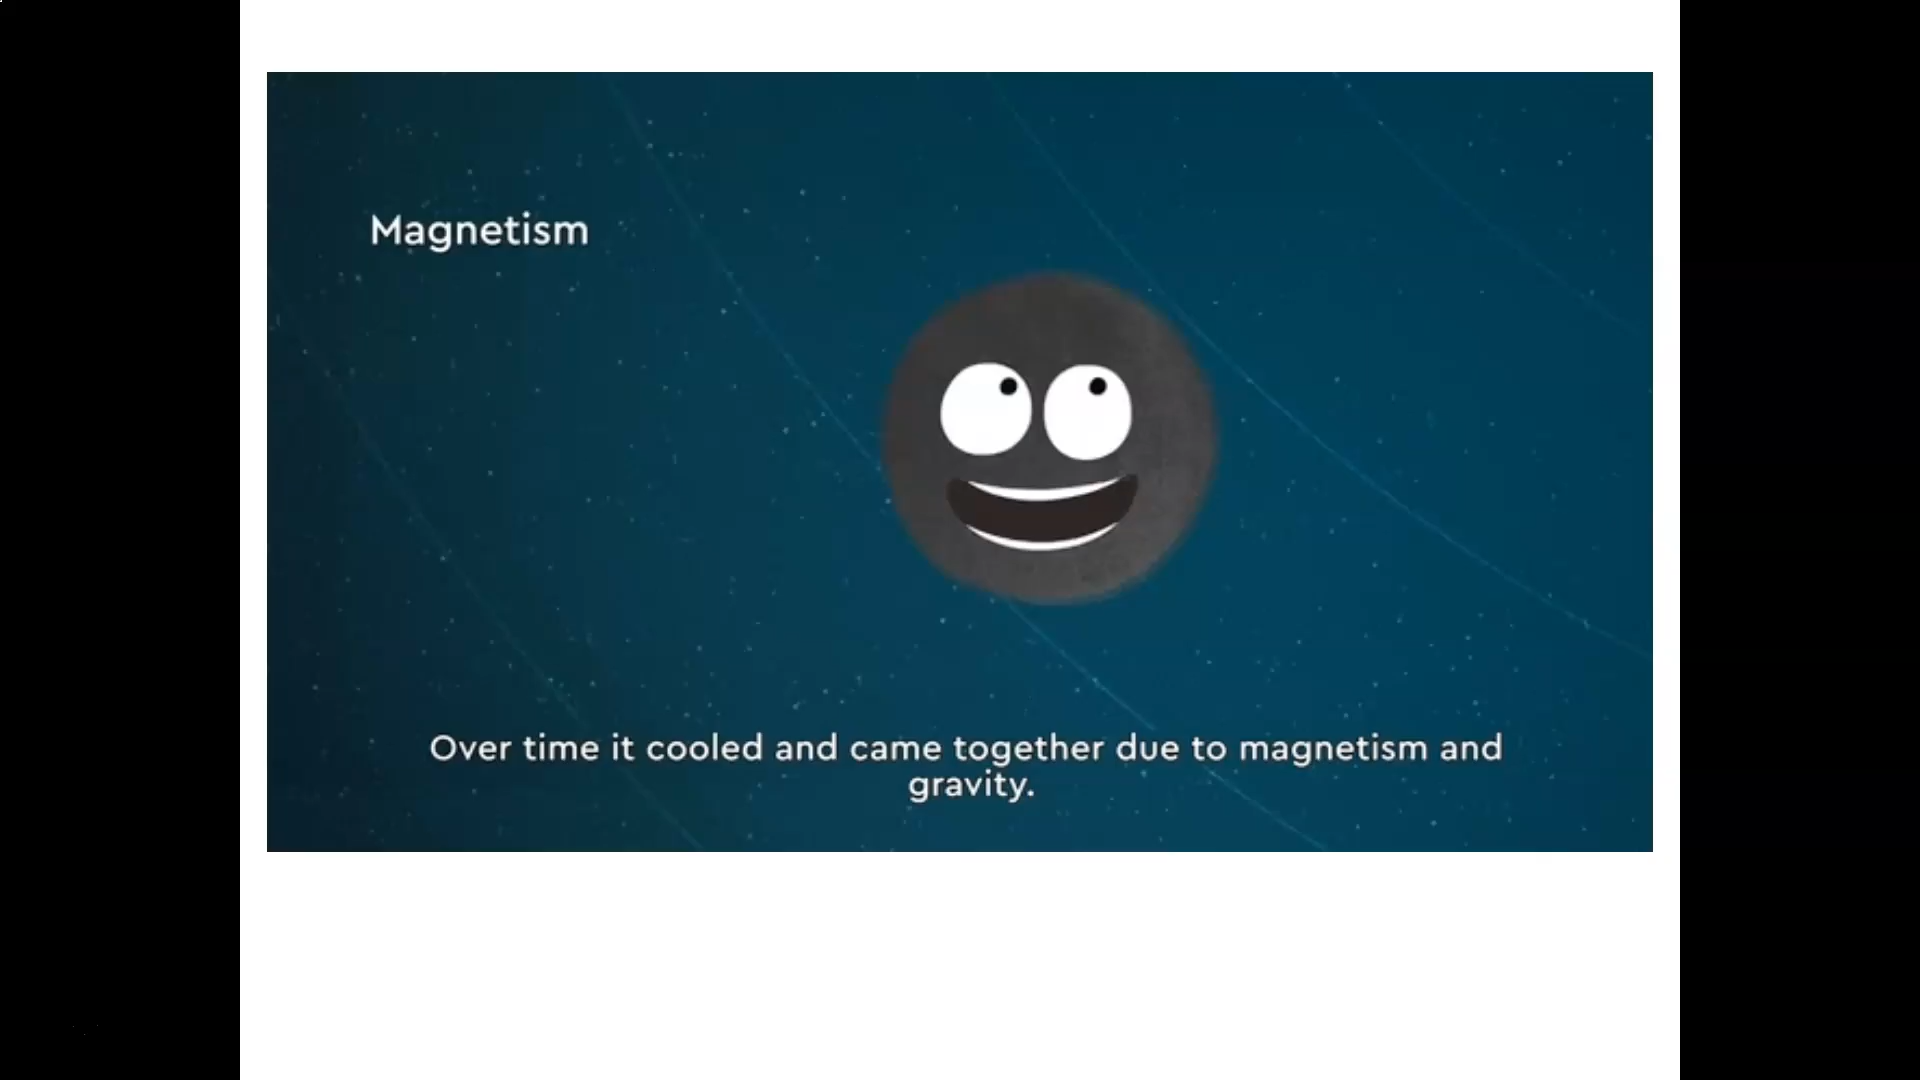 Magnetism
Over time it cooled and came together due to magnetism and
gravity.